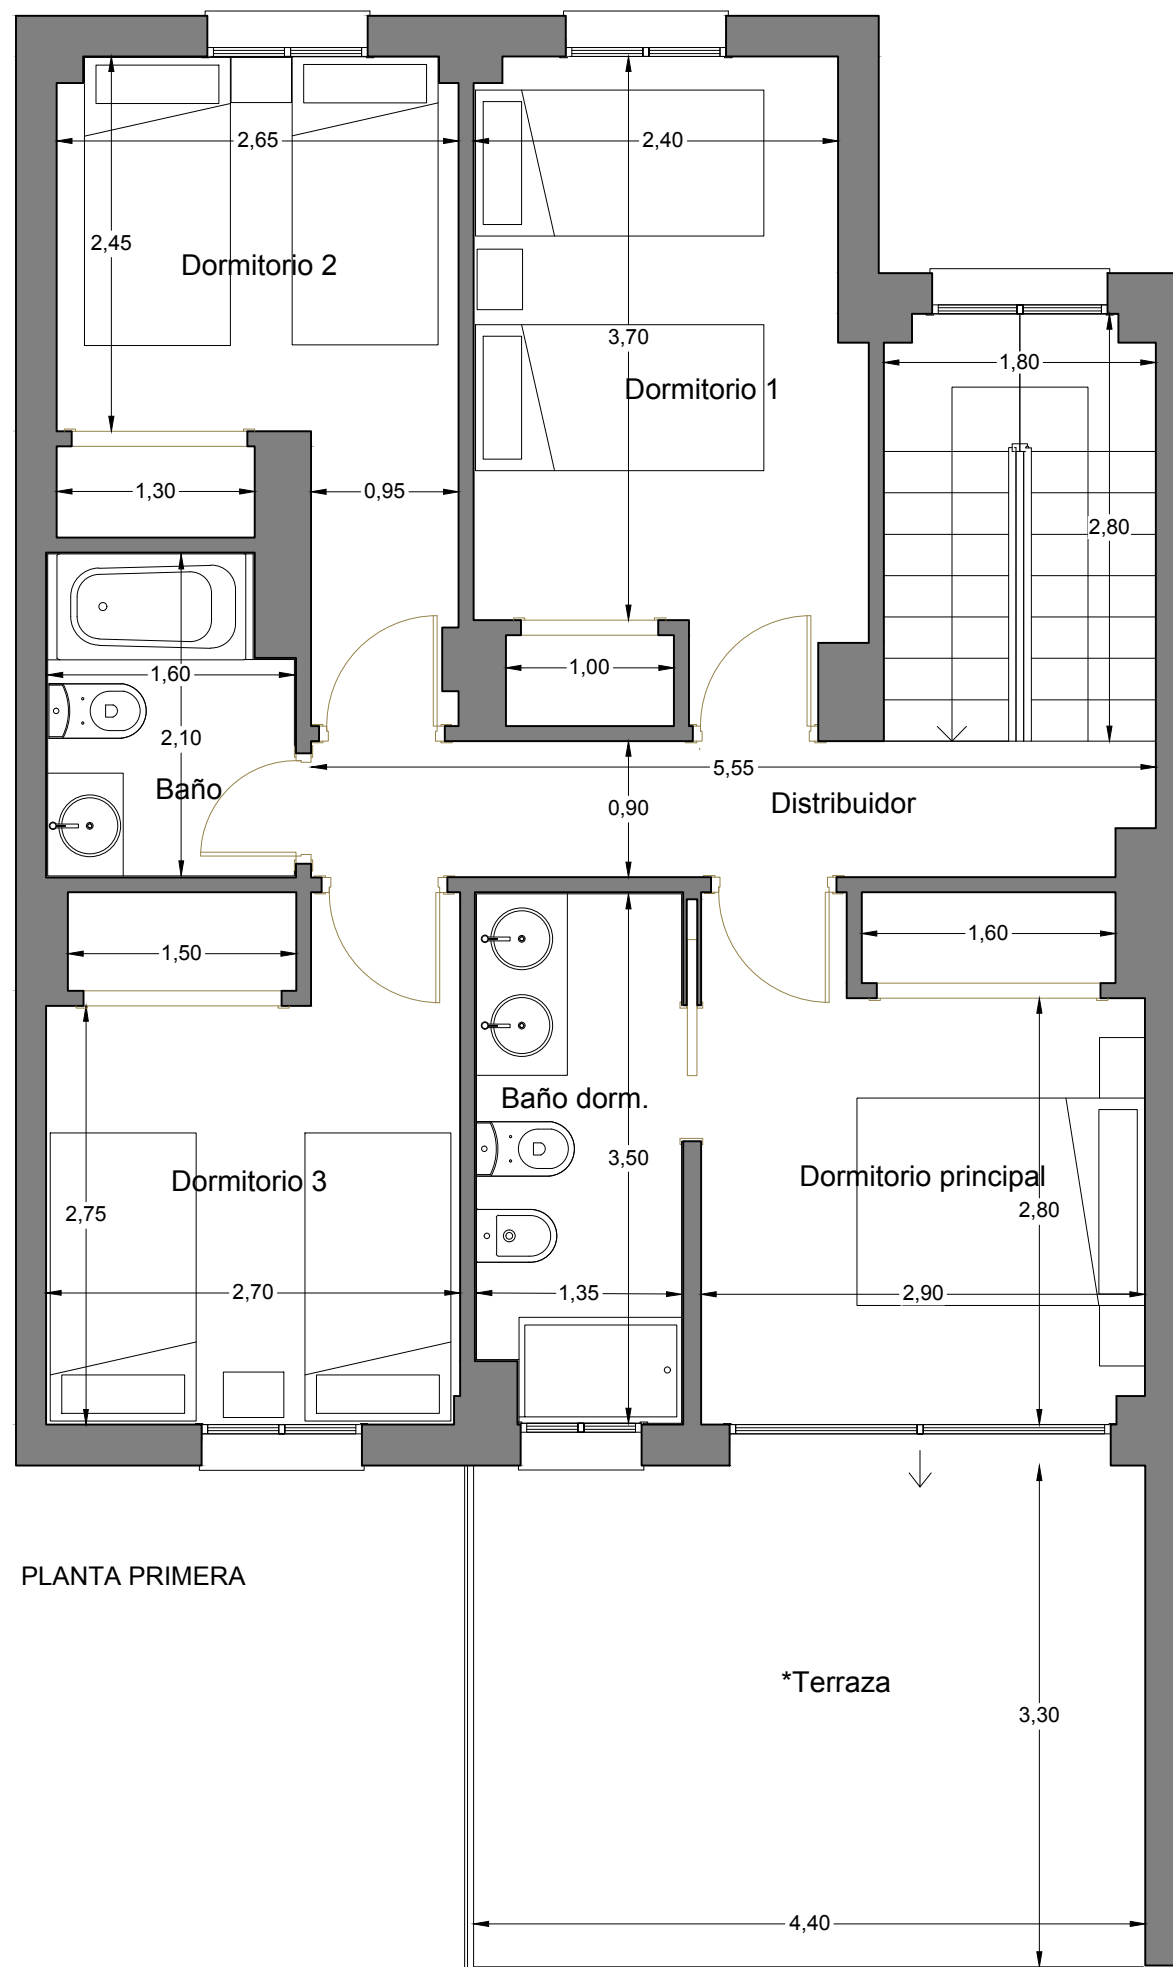 2,65
2,40
2,45
Dormitorio 2
3,70
1,80
Dormitorio 1
1,30
0,95
2,80
1,00
1,60
2,10
5,55
Baño
0,90
Distribuidor
1,50
1,60
Baño dorm.
3,50
Dormitorio 3
Dormitorio principal
2,75
2,80
2,70
1,35
2,90
PLANTA PRIMERA
*Terraza
3,30
4,40